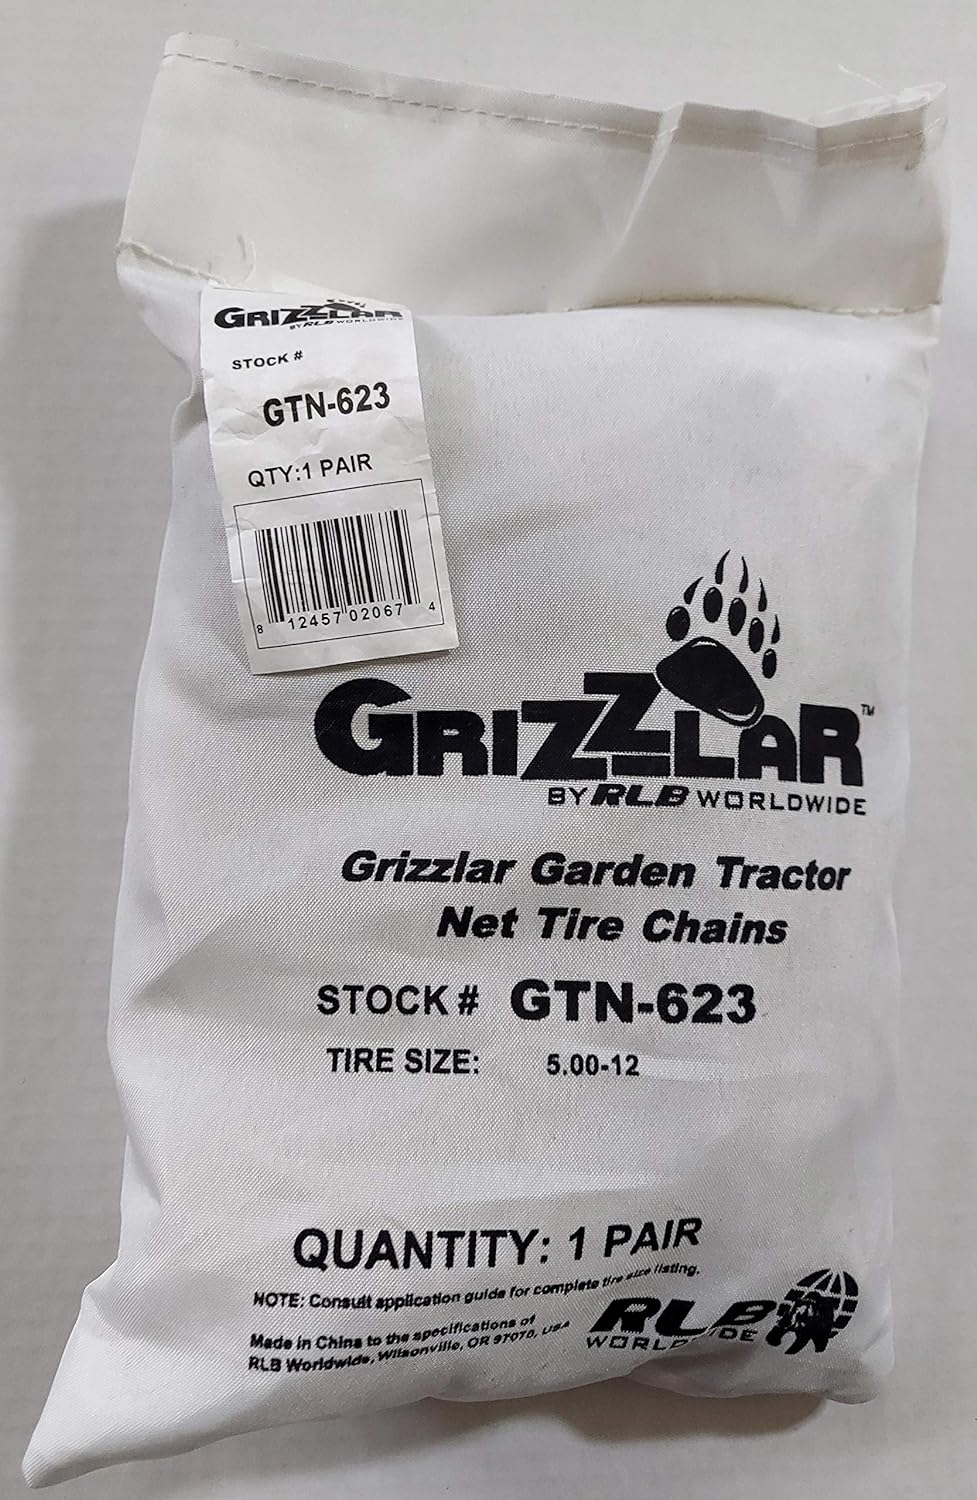 GRIZZLAR
BY RLB WORLDWIDE
STOCK #
GTN-623
QTY:1 PAIR
8 12457 02067 4
GRIZZLAR™
BY RLB WORLDWIDE
Grizzlar Garden Tractor
Net Tire Chains
STOCK # GTN-623
TIRE SIZE: 5.00-12
QUANTITY: 1 PAIR
NOTE: Consult application guide for complete tire size listing.
Made in China to the specifications of
RLB Worldwide, Wilsonville, OR 97070, USA
RLB
WORLDWIDE